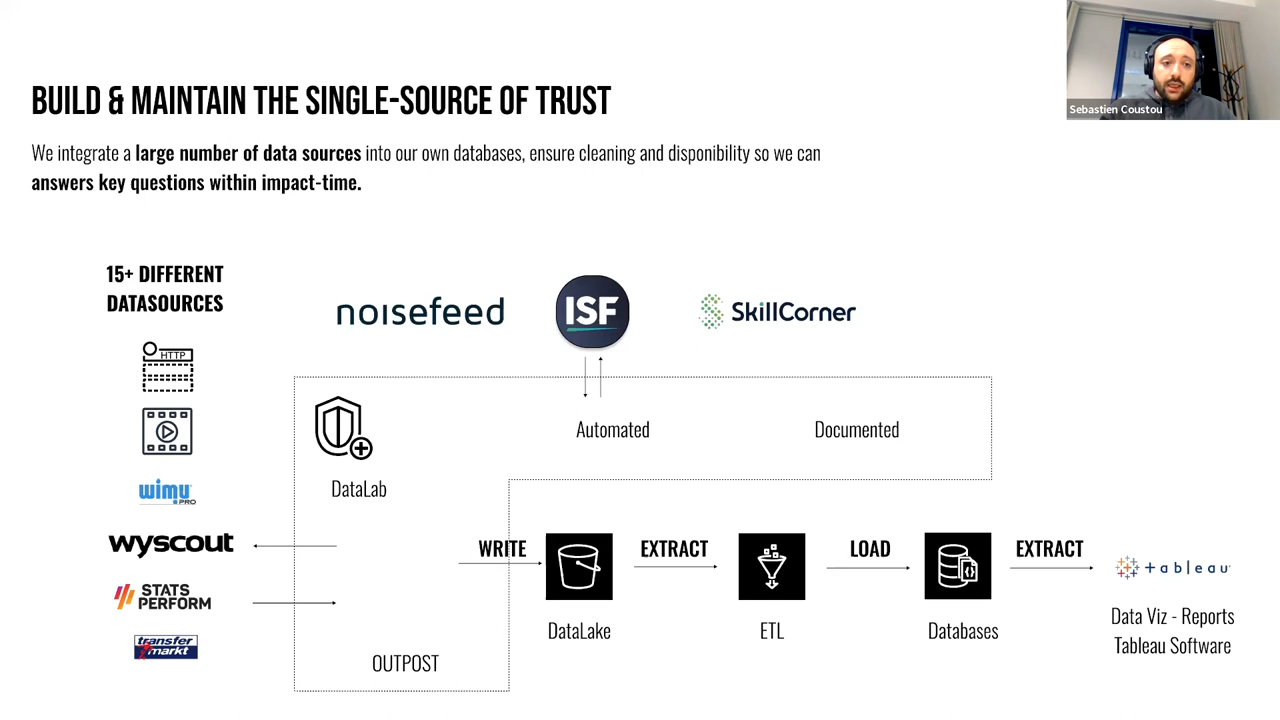 Sebastien Coustou
BUILD & MAINTAIN THE SINGLE-SOURCE OF TRUST
We integrate a large number of data sources into our own databases, ensure cleaning and disponibility so we can
answers key questions within impact-time.
15+ DIFFERENT
DATASOURCES
noisefeed
ISF
SkillCorner
HTTP
Automated
Documented
DataLab
wimu
PRO
wyscout
WRITE
EXTRACT
LOAD
EXTRACT
+ a b | e a u
STATS
PERFORM
DataLake
ETL
Databases
Data Viz - Reports
Tableau Software
transfer
markt
OUTPOST